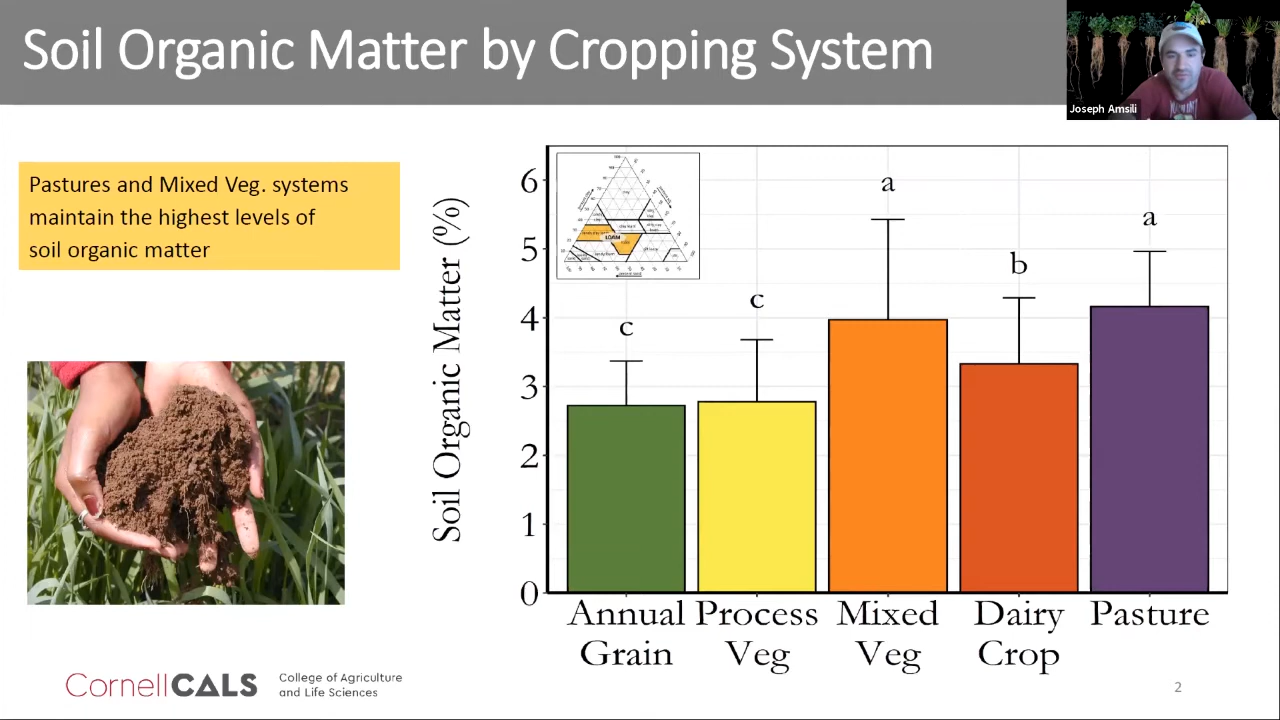 Soil Organic Matter by Cropping System
Joseph Amsili
Pastures and Mixed Veg. systems
maintain the highest levels of
soil organic matter
Soil Organic Matter (%)
6
5
4
3
2
1
0
LOAM
c
c
a
b
a
Annual Process Mixed Dairy Pasture
Grain Veg Veg Crop
CornellCALS
College of Agriculture
and Life Sciences
2